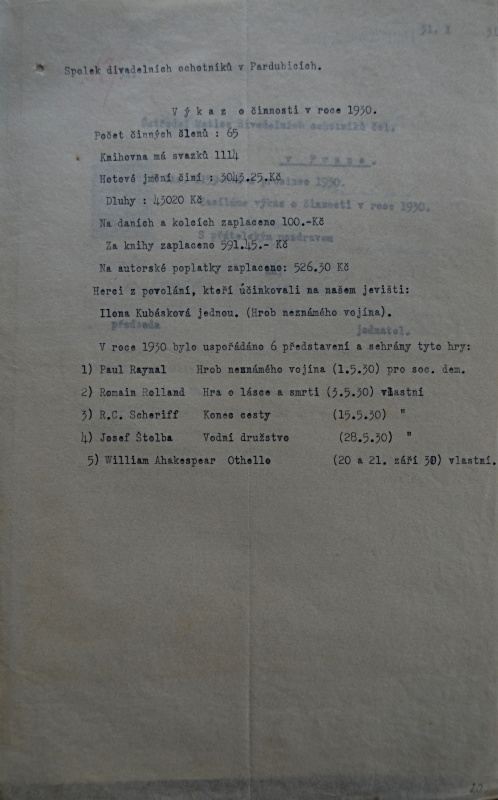 Spolek divadelních ochotníků v Pardubicích.
Výkaz o činnosti v roce 1930.
Počet činných členů : 65
Knihovna má svazků 1114
Hotové jmění činí : 3043.25.Kč
Dluhy : 43020 Kč
Na daních a kolcích zaplaceno 100.-Kč
Za knihy zaplaceno 591.45.- Kč
Na autorské poplatky zaplaceno: 526.30 Kč
Herci z povolání, kteří účinkovali na našem jevišti:
Ilona Kubásková jednou. (Hrob neznámého vojína).
V roce 1930 bylo uspořádáno 6 představení a sehrány tyto hry:
1) Paul Raynal Hrob neznámého vojína (1.5.30) pro soc. dem.
2) Romain Rolland Hra o lásce a smrti (3.5.30) vlastní
3) R.C. Scheriff Konec cesty (15.5.30) "
4) Josef Štolba Vodní družstvo (28.5.30) "
5) William Ahakespear Othello (20 a 21. září 30) vlastní.